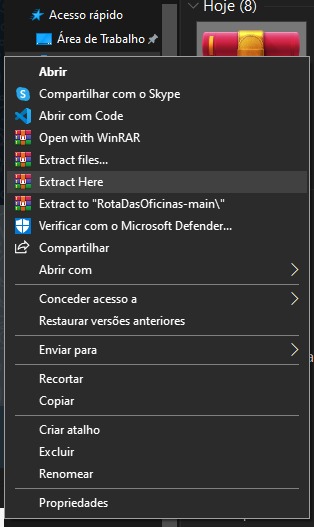 Acesso rápido
Hoje (8)
Área de Trabalho
Abrir
Compartilhar com o Skype
Abrir com Code
Open with WinRAR
Extract files...
Extract Here
Extract to "RotaDasOficinas-main\"
Verificar com o Microsoft Defender...
Compartilhar
Abrir com
Conceder acesso a
Restaurar versões anteriores
Enviar para
Recortar
Copiar
Criar atalho
Excluir
Renomear
Propriedades